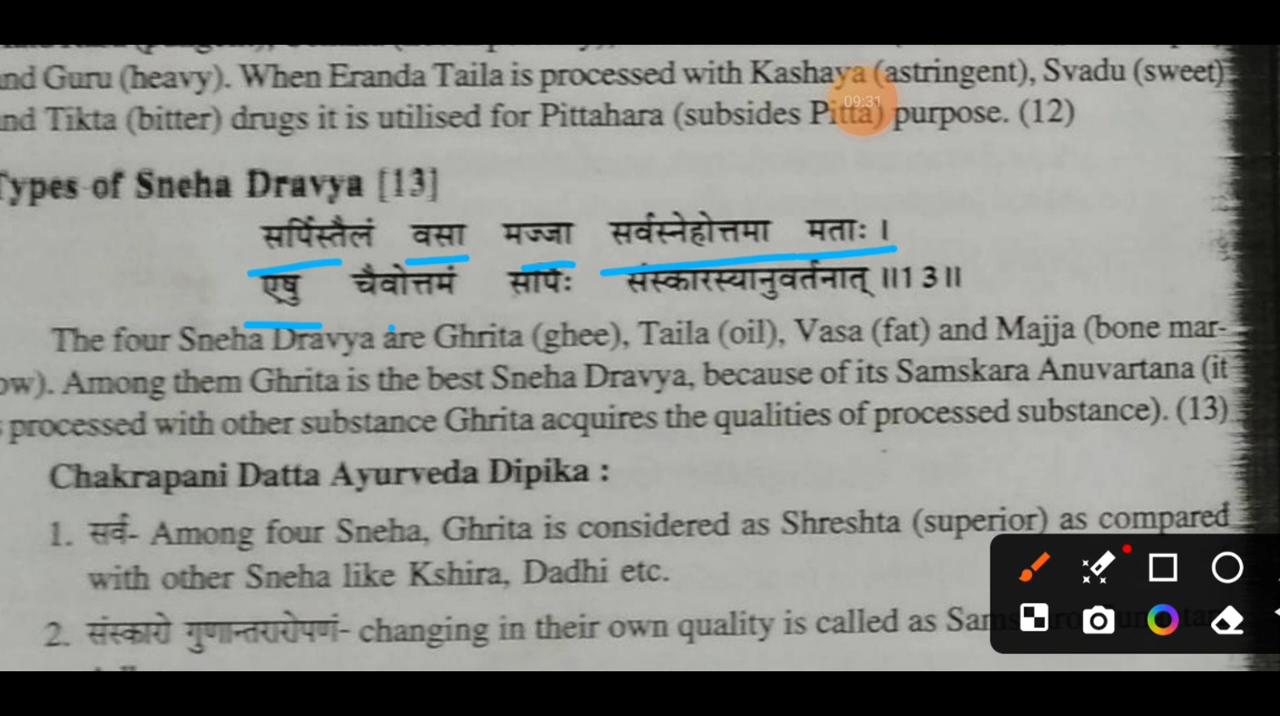 nd Guru (heavy). When Eranda Taila is processed with Kashaya (astringent), Svadu (sweet)
nd Tikta (bitter) drugs it is utilised for Pittahara (subsides Pitta) purpose. (12)
09:31
Types of Sneha Dravya [13]
सर्पिस्तैलं वसा मज्जा सर्वस्नेहोत्तमा मताः ।
एषु चैवोत्तमं सर्पिः संस्कारस्यानुवर्तनात् ॥13॥
The four Sneha Dravya are Ghrita (ghee), Taila (oil), Vasa (fat) and Majja (bone mar-
ow). Among them Ghrita is the best Sneha Dravya, because of its Samskara Anuvartana (it
s processed with other substance Ghrita acquires the qualities of processed substance). (13)
Chakrapani Datta Ayurveda Dipika :
1. सर्व- Among four Sneha, Ghrita is considered as Shreshta (superior) as compared
with other Sneha like Kshira, Dadhi etc.
2. संस्कारो गुणान्तरारोपणं- changing in their own quality is called as